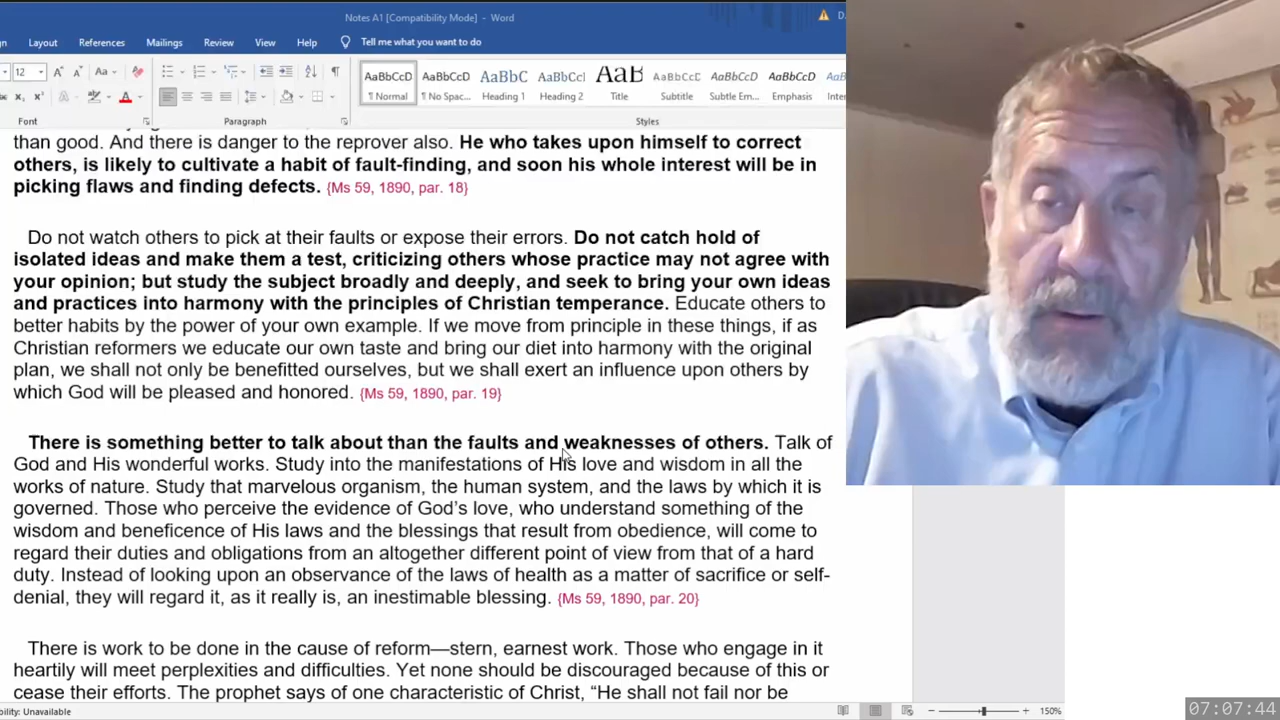 Notes A1 [Compatibility Mode] - Word
D.
Layout References Mailings Review View Help Tell me what you want to do
12 Aa
AaBbCcD AaBbCcD AaBbC AaBbCcl AaB AaBbCcD AaBbCcD AaBbCcD AaBb
¶ Normal ¶ No Spac... Heading 1 Heading 2 Title Subtitle Subtle Em... Emphasis Inte
Font Paragraph Styles
than good. And there is danger to the reprover also. He who takes upon himself to correct
others, is likely to cultivate a habit of fault-finding, and soon his whole interest will be in
picking flaws and finding defects. {Ms 59, 1890, par. 18}
Do not watch others to pick at their faults or expose their errors. Do not catch hold of
isolated ideas and make them a test, criticizing others whose practice may not agree with
your opinion; but study the subject broadly and deeply, and seek to bring your own ideas
and practices into harmony with the principles of Christian temperance. Educate others to
better habits by the power of your own example. If we move from principle in these things, if as
Christian reformers we educate our own taste and bring our diet into harmony with the original
plan, we shall not only be benefitted ourselves, but we shall exert an influence upon others by
which God will be pleased and honored. {Ms 59, 1890, par. 19}
There is something better to talk about than the faults and weaknesses of others. Talk of
God and His wonderful works. Study into the manifestations of His love and wisdom in all the
works of nature. Study that marvelous organism, the human system, and the laws by which it is
governed. Those who perceive the evidence of God's love, who understand something of the
wisdom and beneficence of His laws and the blessings that result from obedience, will come to
regard their duties and obligations from an altogether different point of view from that of a hard
duty. Instead of looking upon an observance of the laws of health as a matter of sacrifice or self-
denial, they will regard it, as it really is, an inestimable blessing. {Ms 59, 1890, par. 20}
There is work to be done in the cause of reform—stern, earnest work. Those who engage in it
heartily will meet perplexities and difficulties. Yet none should be discouraged because of this or
cease their efforts. The prophet says of one characteristic of Christ, “He shall not fail nor be
bility: Unavailable
150%
07:07:44